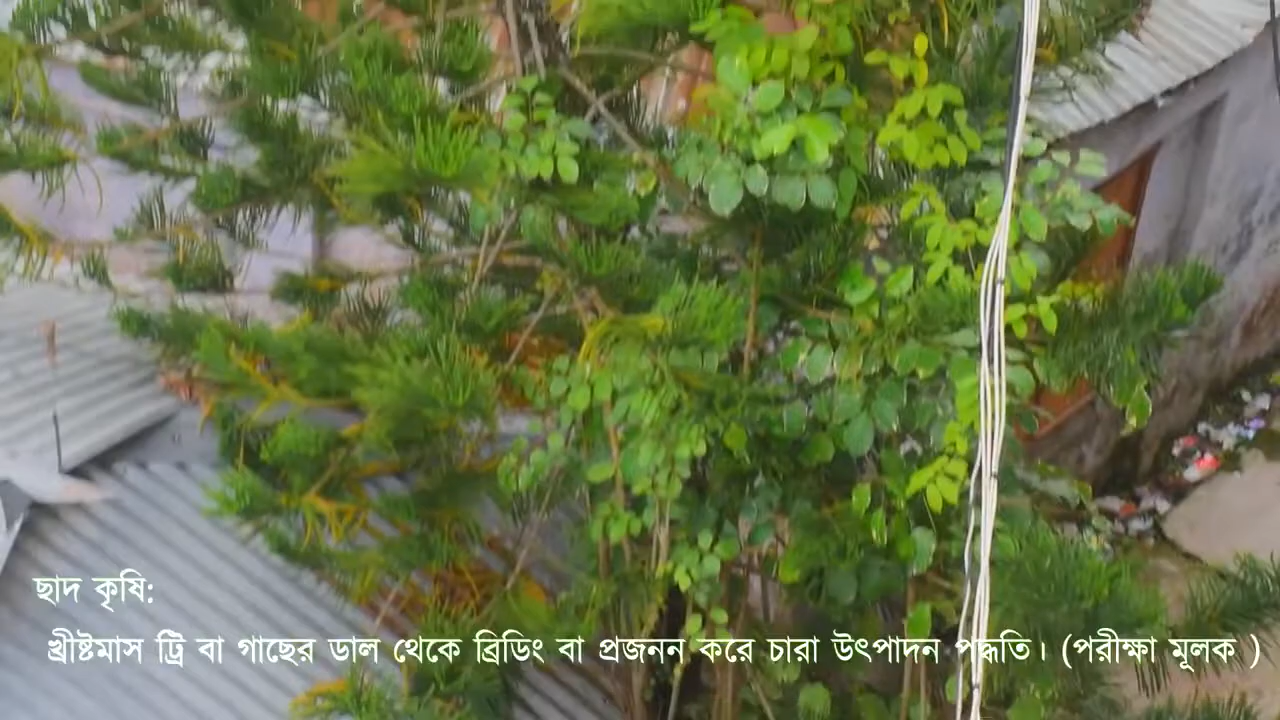 ছাদ কৃষি:
খ্রীষ্টমাস ট্রি বা গাছের ডাল থেকে ব্রিডিং বা প্রজনন করে চারা উৎপাদন পদ্ধতি। (পরীক্ষা মূলক )